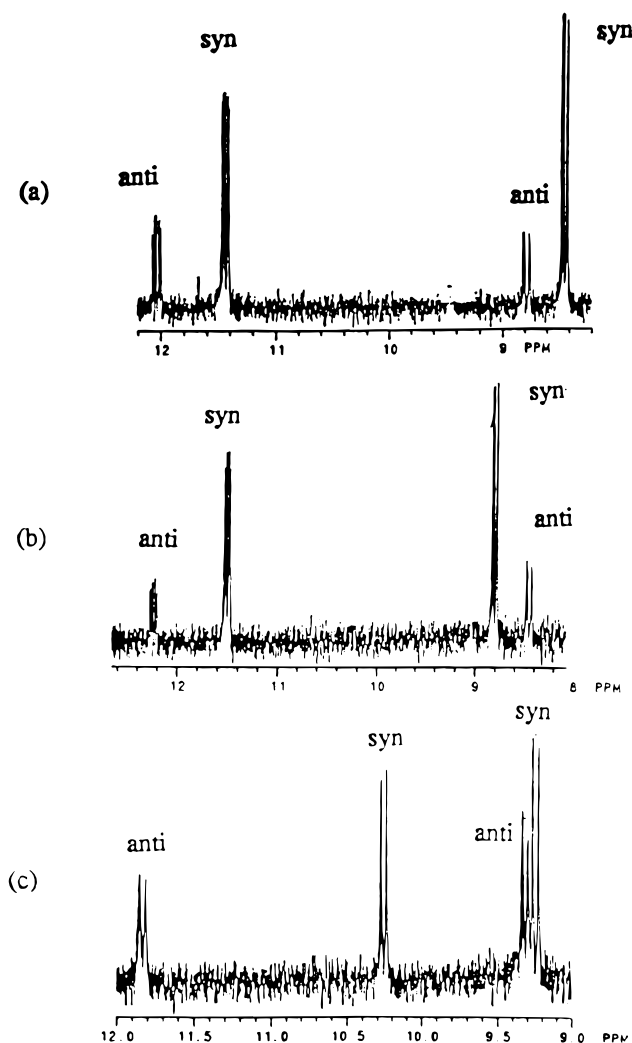 syn
syn
anti
anti
(a)
12 11 10 9 PPM
syn
syn
anti
anti
(b)
12 11 10 9 8 PPM
syn
syn
anti
anti
(c)
12.0 11.5 11.0 10 5 10.0 9.5 9 0 PPM